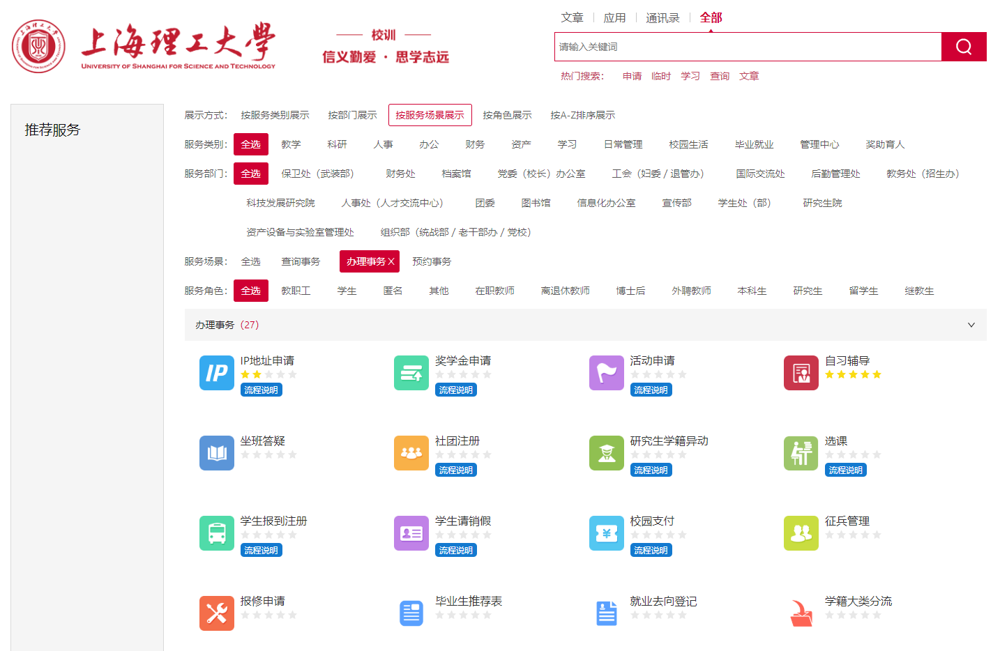 上海理工大學
UNIVERSITY OF SHANGHAI FOR SCIENCE AND TECHNOLOGY
校训
信义勤爱 · 思学志远
文章 应用 通讯录 全部
请输入关键词
热门搜索： 申请 临时 学习 查询 文章
推荐服务
展示方式： 按服务类别展示 按部门展示 按服务场景展示 按角色展示 按A-Z排序展示
服务类别： 全选 教学 科研 人事 办公 财务 资产 学习 日常管理 校园生活 毕业就业 管理中心 奖助育人
服务部门： 全选 保卫处（武装部） 财务处 档案馆 党委（校长）办公室 工会（妇委 / 退管办） 国际交流处 后勤管理处 教务处（招生办）
科技发展研究院 人事处（人才交流中心） 团委 图书馆 信息化办公室 宣传部 学生处（部） 研究生院
资产设备与实验室管理处 组织部（统战部 / 老干部办 / 党校）
服务场景： 全选 查询事务 办理事务 X 预约事务
服务角色： 全选 教职工 学生 匿名 其他 在职教师 离退休教师 博士后 外聘教师 本科生 研究生 留学生 继教生
办理事务（27）
IP
IP地址申请 奖学金申请 活动申请 自习辅导
流程说明 流程说明 流程说明
坐班答疑 社团注册 研究生学籍异动 选课
流程说明 流程说明 流程说明
学生报到注册 学生请销假 校园支付 征兵管理
¥
流程说明 流程说明 流程说明
报修申请 毕业生推荐表 就业去向登记 学籍大类分流